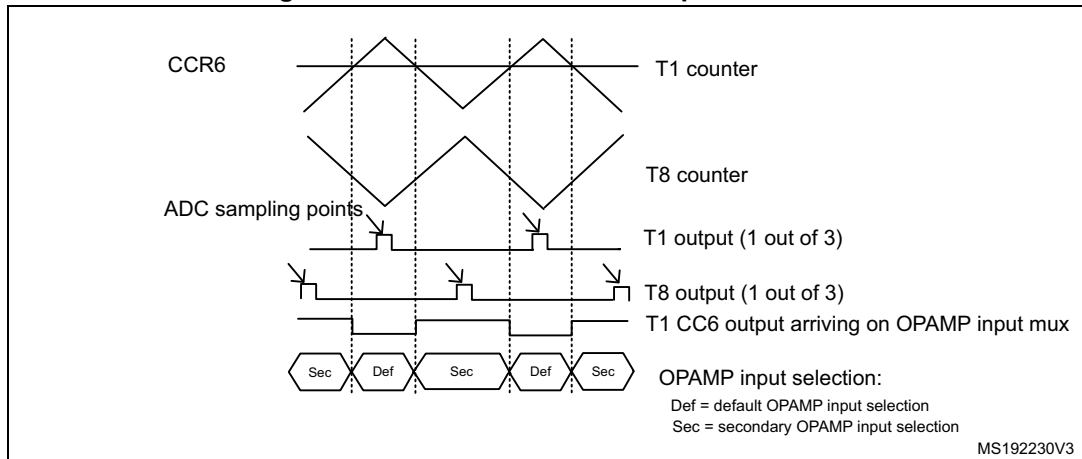 CCR6
T1 counter
T8 counter
ADC sampling points
T1 output (1 out of 3)
T8 output (1 out of 3)
T1 CC6 output arriving on OPAMP input mux
Sec Def Sec Def Sec
OPAMP input selection:
Def = default OPAMP input selection
Sec = secondary OPAMP input selection
MS192230V3